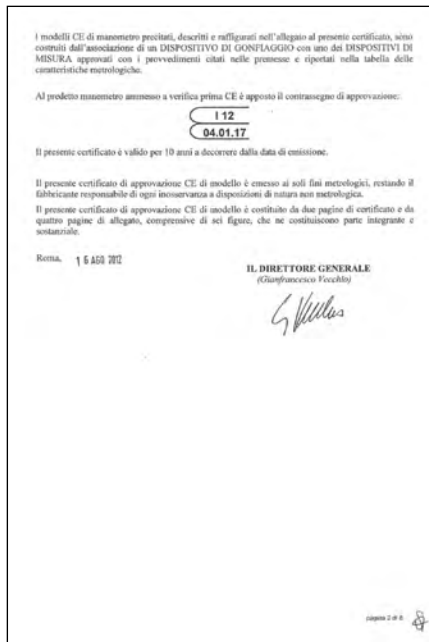 I modelli CE di manometro precitati, descritti e raffigurati nell'allegato al presente certificato, sono
costruiti dall'associazione di un DISPOSITIVO DI GONFIAGGIO con uno dei DISPOSITIVI DI
MISURA approvati con i provvedimenti citati nelle premesse e riportati nella tabella delle
caratteristiche metrologiche.
Al predetto manometro ammesso a verifica prima CE è apposto il contrassegno di approvazione:
I 12
04.01.17
Il presente certificato è valido per 10 anni a decorrere dalla data di emissione.
Il presente certificato di approvazione CE di modello è emesso ai soli fini metrologici, restando il
fabbricante responsabile di ogni inosservanza a disposizioni di natura non metrologica.
Il presente certificato di approvazione CE di modello è costituito da due pagine di certificato e da
quattro pagine di allegato, comprensive di sei figure, che ne costituiscono parte integrante e
sostanziale.
Roma, 16 AGO 2012
IL DIRETTORE GENERALE
(Gianfrancesco Vecchio)
pagina 2 di 6